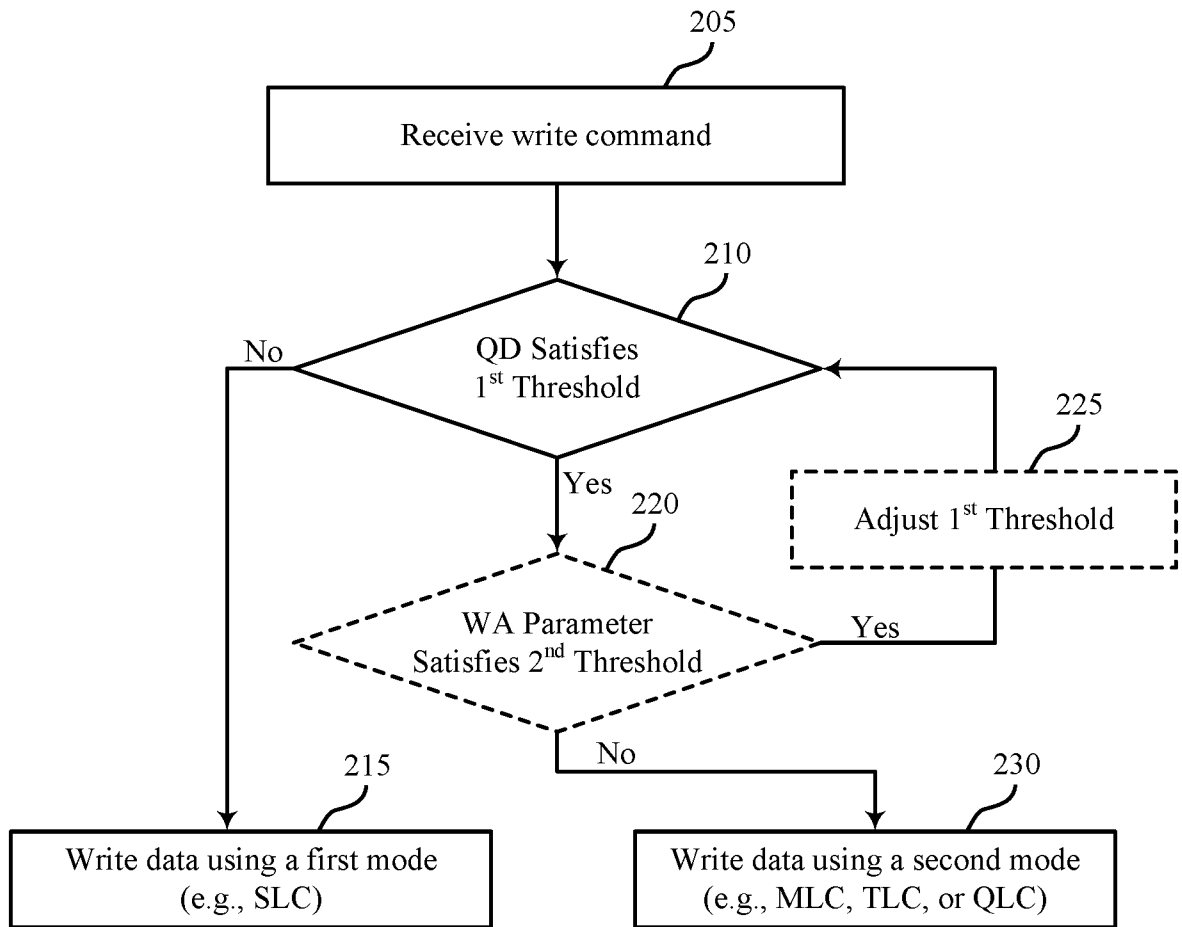 205
Receive write command
210
No
QD Satisfies
1st Threshold
225
Yes
Adjust 1st Threshold
220
WA Parameter
Satisfies 2nd Threshold
Yes
No
215
230
Write data using a first mode
(e.g., SLC)
Write data using a second mode
(e.g., MLC, TLC, or QLC)